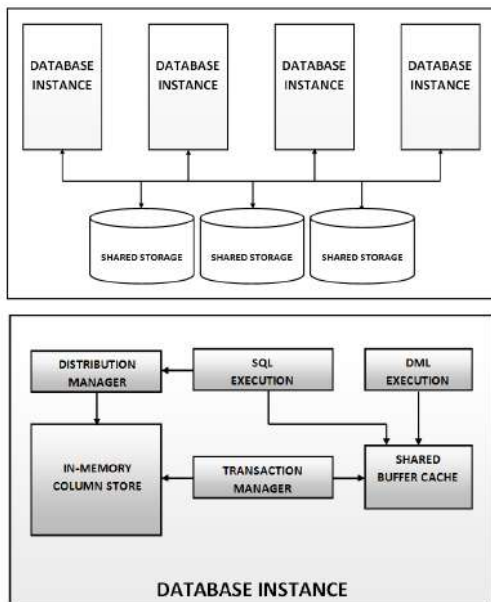 DATABASE
INSTANCE
DATABASE
INSTANCE
DATABASE
INSTANCE
DATABASE
INSTANCE
SHARED STORAGE
SHARED STORAGE
SHARED STORAGE
DISTRIBUTION
MANAGER
SQL
EXECUTION
DML
EXECUTION
IN-MEMORY
COLUMN STORE
TRANSACTION
MANAGER
SHARED
BUFFER CACHE
DATABASE INSTANCE